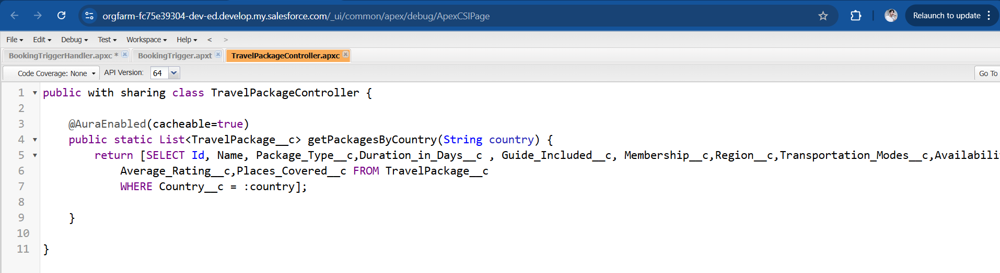 orgfarm-fc75e39304-dev-ed.develop.my.salesforce.com/_ui/common/apex/debug/ApexCSIPage
Relaunch to update
File Edit Debug Test Workspace Help < >
BookingTriggerHandler.apxc * BookingTrigger.apxt TravelPackageController.apxc
Code Coverage: None API Version: 64 Go To
1 public with sharing class TravelPackageController {
2
3 @AuraEnabled(cacheable=true)
4 public static List<TravelPackage__c> getPackagesByCountry(String country) {
5 return [SELECT Id, Name, Package_Type__c,Duration_in_Days__c , Guide_Included__c, Membership__c,Region__c,Transportation_Modes__c,Availabili
6 Average_Rating__c,Places_Covered__c FROM TravelPackage__c
7 WHERE Country__c = :country];
8
9 }
10
11 }